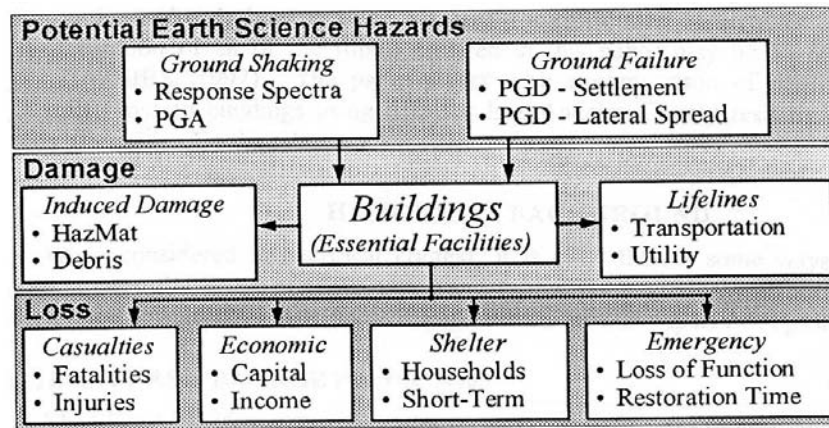 Potential Earth Science Hazards
Ground Shaking
• Response Spectra
• PGA
Ground Failure
• PGD - Settlement
• PGD - Lateral Spread
Damage
Induced Damage
• HazMat
• Debris
Buildings
(Essential Facilities)
Lifelines
• Transportation
• Utility
Loss
Casualties
• Fatalities
• Injuries
Economic
• Capital
• Income
Shelter
• Households
• Short-Term
Emergency
• Loss of Function
• Restoration Time